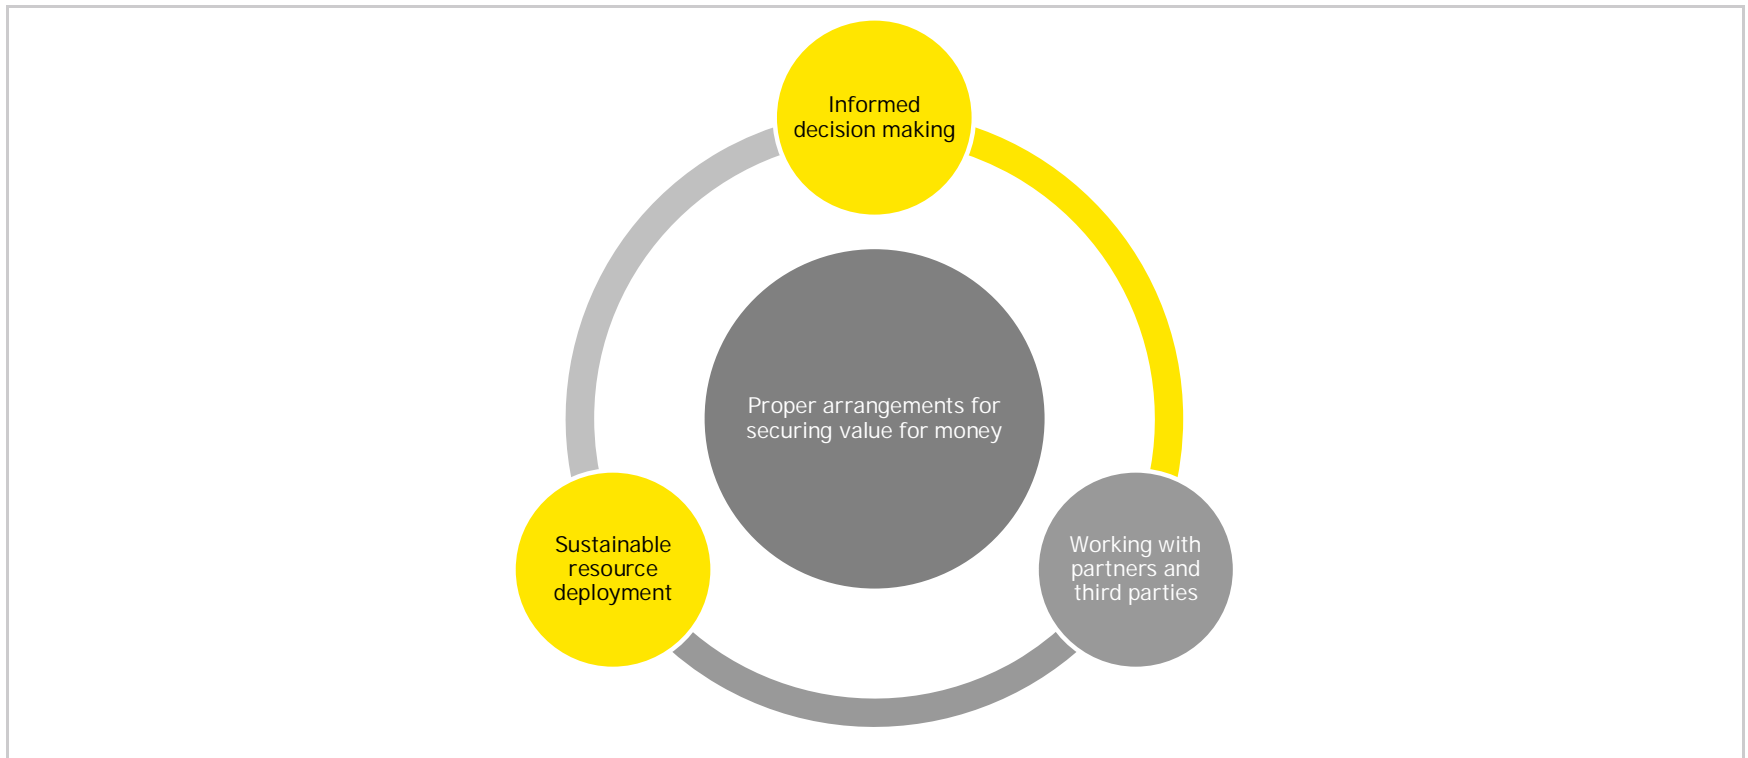 Informed
decision making
Proper arrangements for
securing value for money
Sustainable
resource
deployment
Working with
partners and
third parties